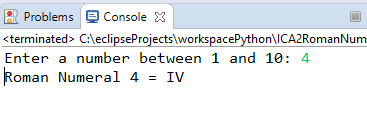 Problems Console
<terminated> C:\eclipseProjects\workspacePython\ICA2RomanNum
Enter a number between 1 and 10: 4
Roman Numeral 4 = IV